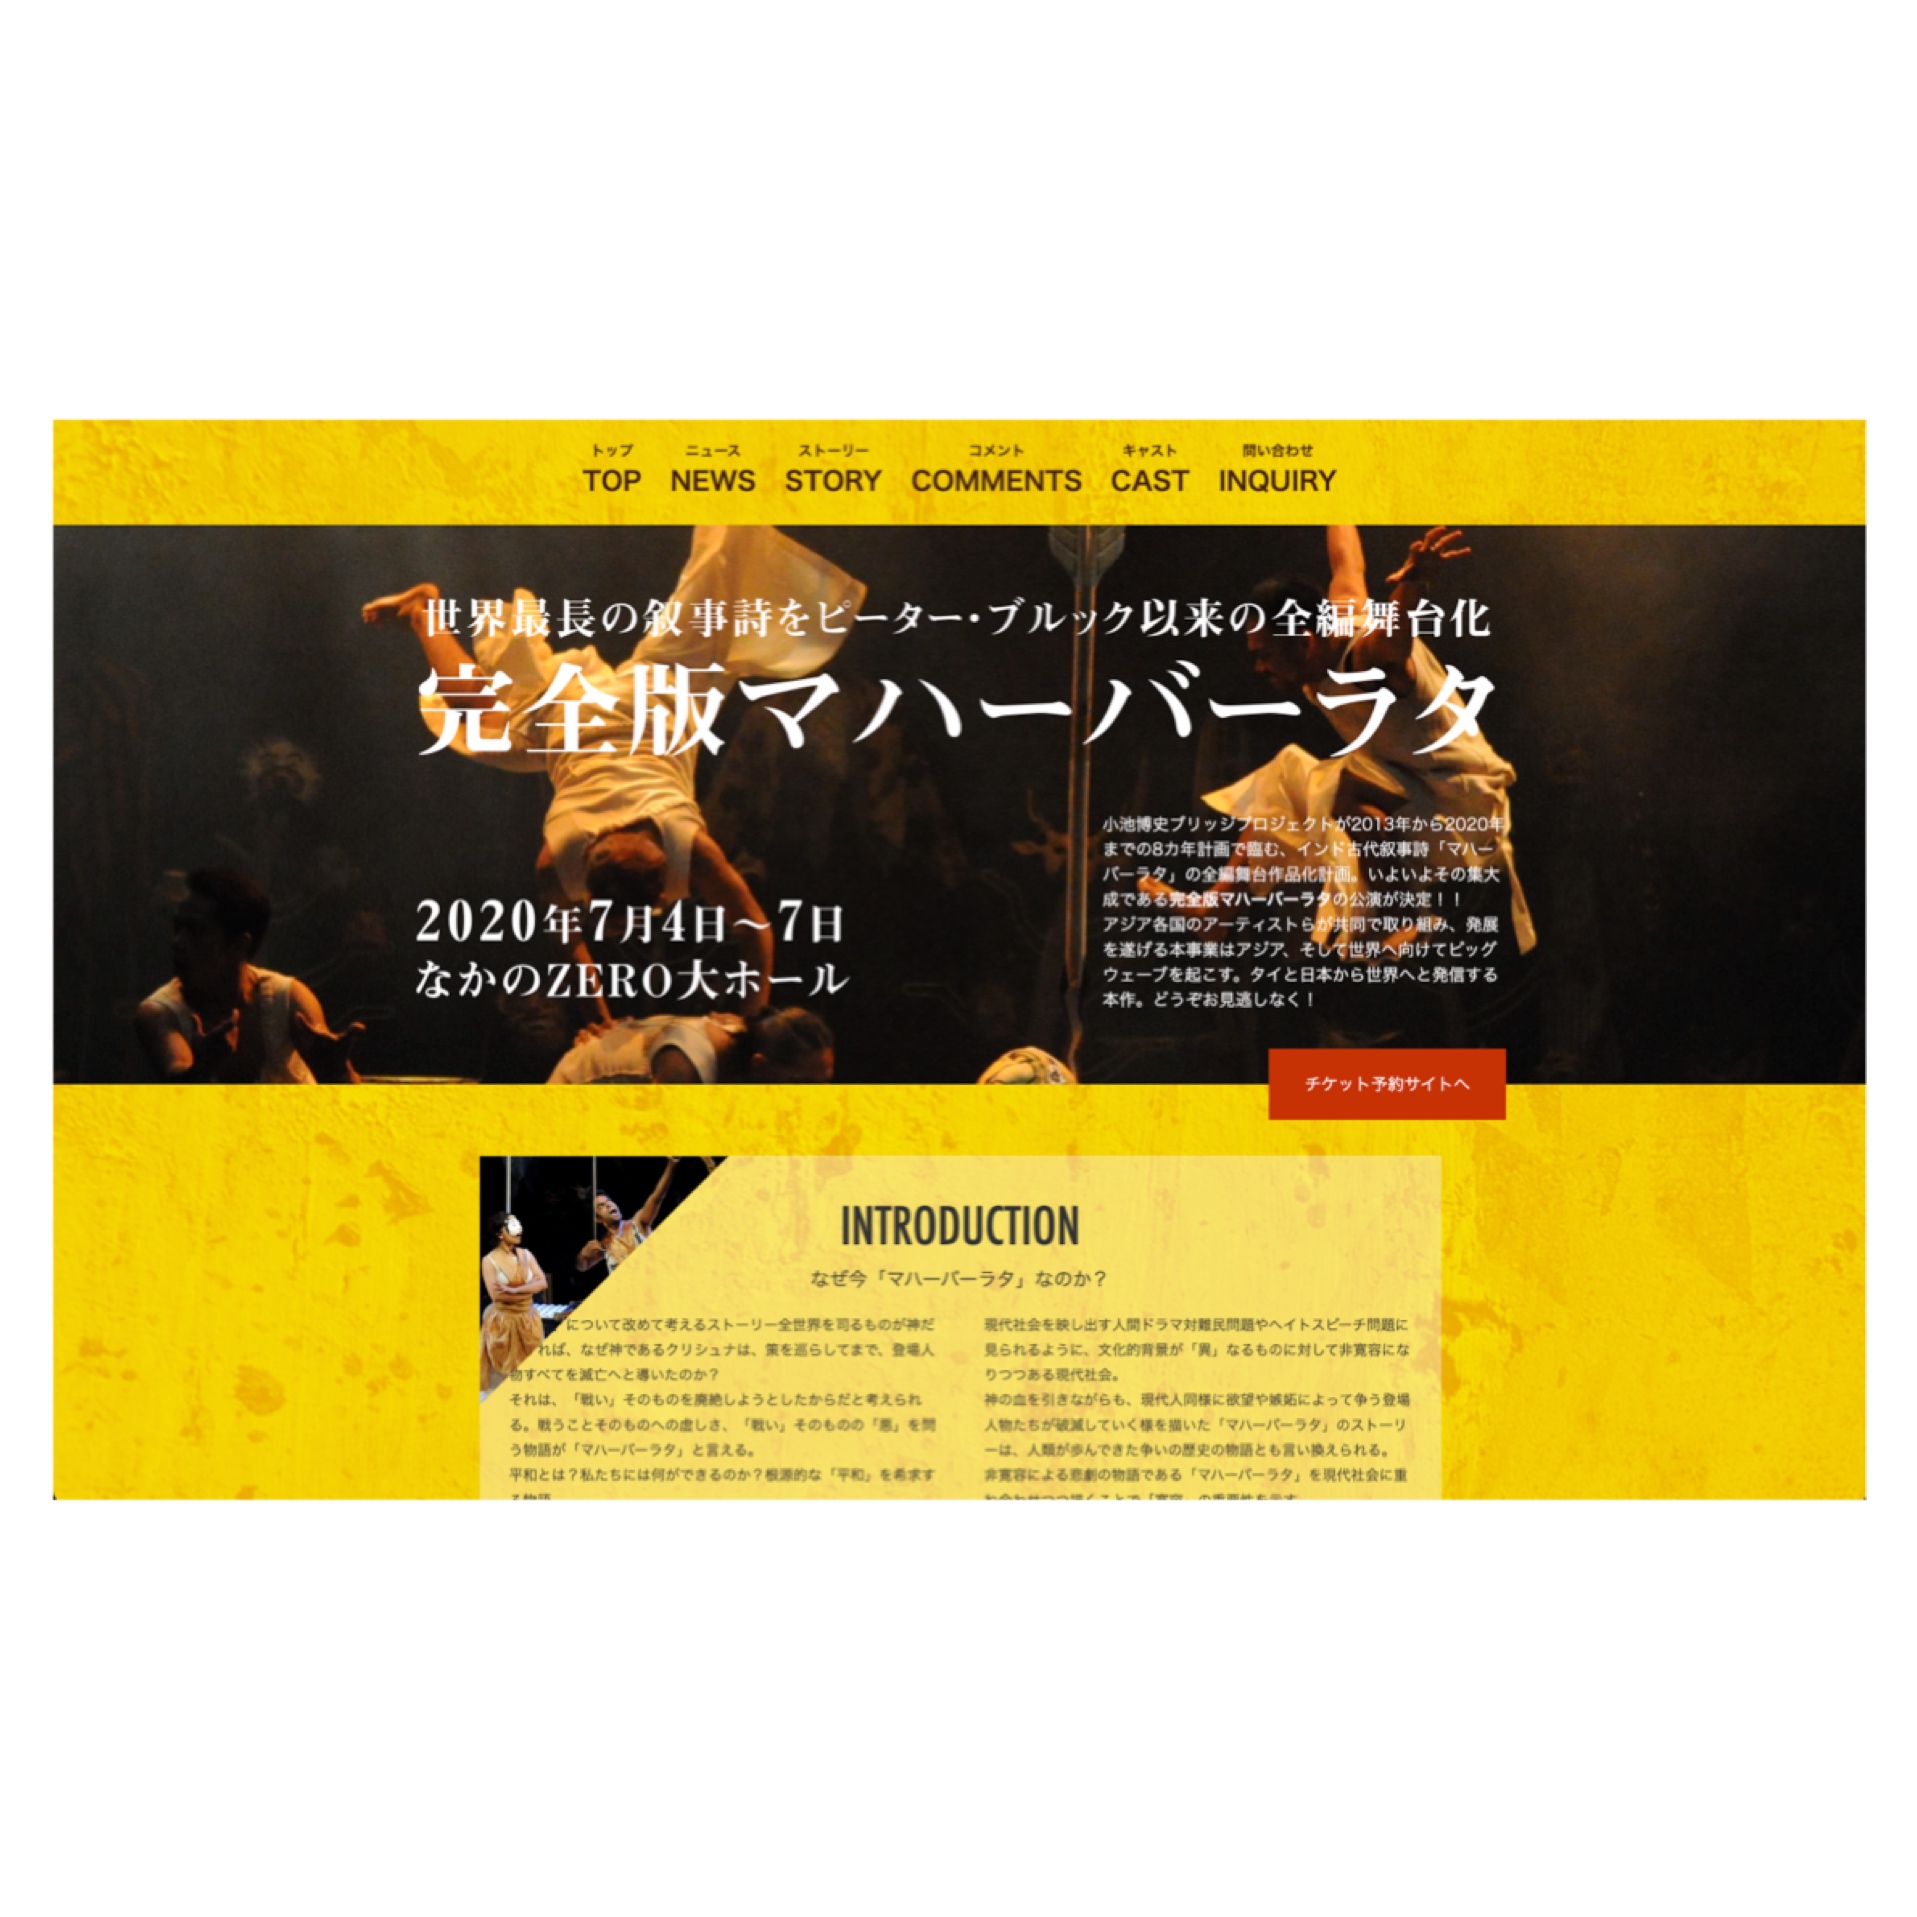 トップ ニュース ストーリー コメント キャスト 問い合わせ
TOP NEWS STORY COMMENTS CAST INQUIRY
世界最長の叙事詩をピーター・ブルック以来の全編舞台化
完全版マハーバーラタ
小池博史ブリッジプロジェクトが2013年から2020年
までの8カ年計画で臨む、インド古代叙事詩「マハー
バーラタ」の全編舞台作品化計画。いよいよその集大
成である完全版マハーバーラタの公演が決定！！
アジア各国のアーティストらが共同で取り組み、発展
を遂げる本事業はアジア、そして世界へ向けてビッグ
ウェーブを起こす。タイと日本から世界へと発信する
本作。どうぞお見逃しなく！
2020年7月4日〜7日
なかのZERO大ホール
チケット予約サイトへ
INTRODUCTION
なぜ今「マハーバーラタ」なのか？
について改めて考えるストーリー全世界を司るものが神だ
れば、なぜ神であるクリシュナは、策を巡らしてまで、登場人
物すべてを滅亡へと導いたのか？
それは、「戦い」そのものを廃絶しようとしたからだと考えられ
る。戦うことそのものへの虚しさ、「戦い」そのものの「悪」を問
う物語が「マハーバーラタ」と言える。
平和とは？私たちには何ができるのか？根源的な「平和」を希求す
現代社会を映し出す人間ドラマ対難民問題やヘイトスピーチ問題に
見られるように、文化的背景が「異」なるものに対して非寛容にな
りつつある現代社会。
神の血を引きながらも、現代人同様に欲望や嫉妬によって争う登場
人物たちが破滅していく様を描いた「マハーバーラタ」のストーリ
ーは、人類が歩んできた争いの歴史の物語とも言い換えられる。
非寛容による悲劇の物語である「マハーバーラタ」を現代社会に重